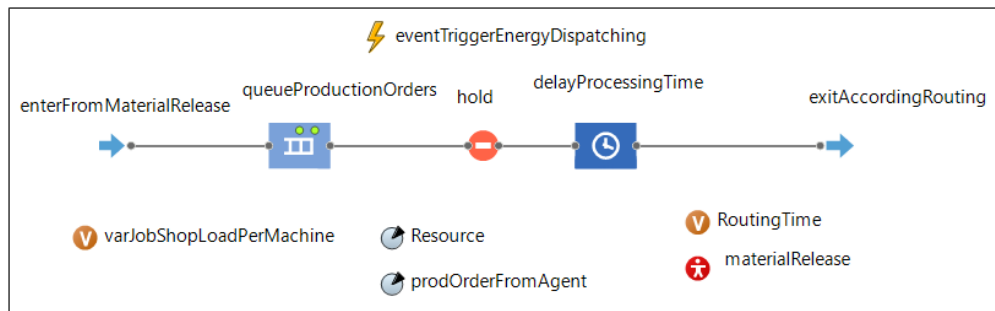 eventTriggerEnergyDispatching
enterFromMaterialRelease
queueProductionOrders
hold
delayProcessingTime
exitAccordingRouting
V varJobShopLoadPerMachine
Resource
V RoutingTime
prodOrderFromAgent
materialRelease